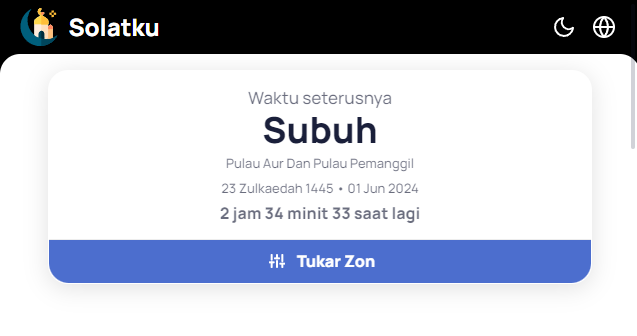 Solatku
Waktu seterusnya
Subuh
Pulau Aur Dan Pulau Pemanggil
23 Zulkaedah 1445 • 01 Jun 2024
2 jam 34 minit 33 saat lagi
Tukar Zon